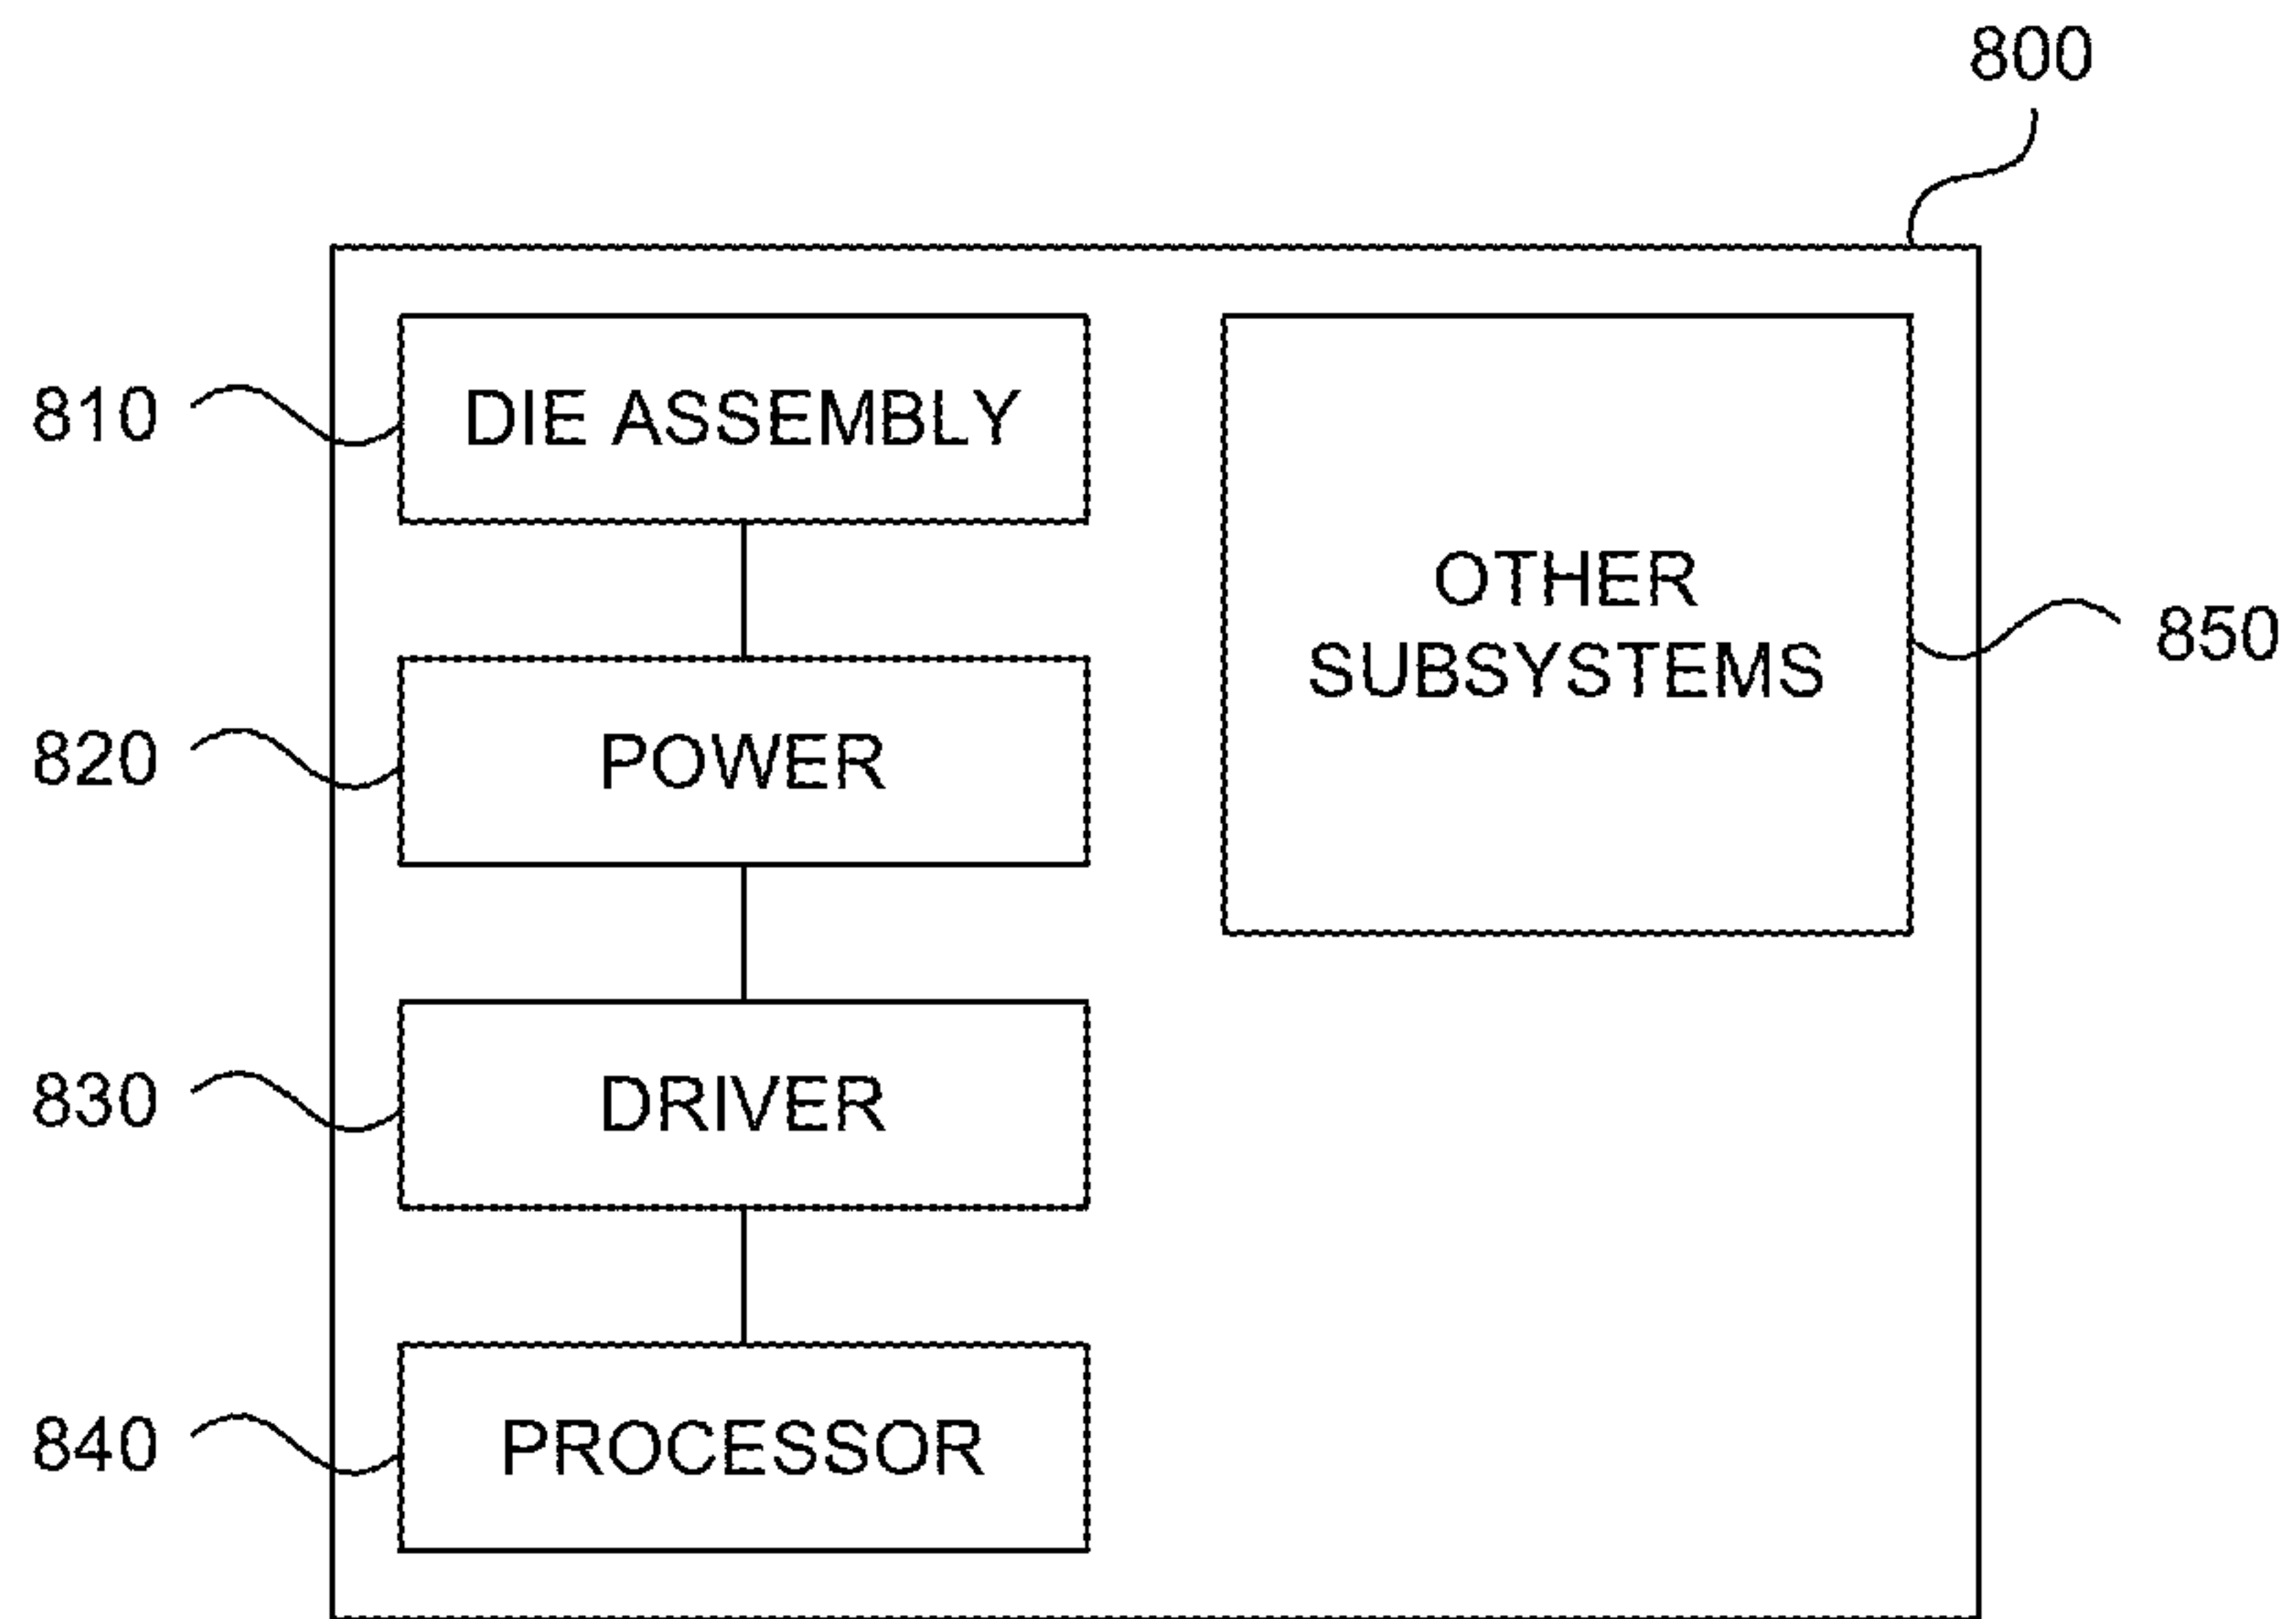 800
810
DIE ASSEMBLY
OTHER
SUBSYSTEMS
850
820
POWER
830
DRIVER
840
PROCESSOR